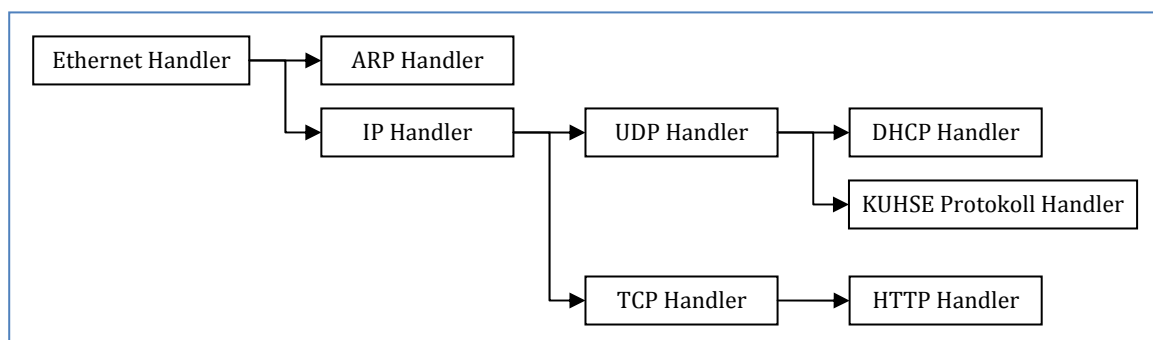 Ethernet Handler
ARP Handler
IP Handler
UDP Handler
DHCP Handler
KUHSE Protokoll Handler
TCP Handler
HTTP Handler